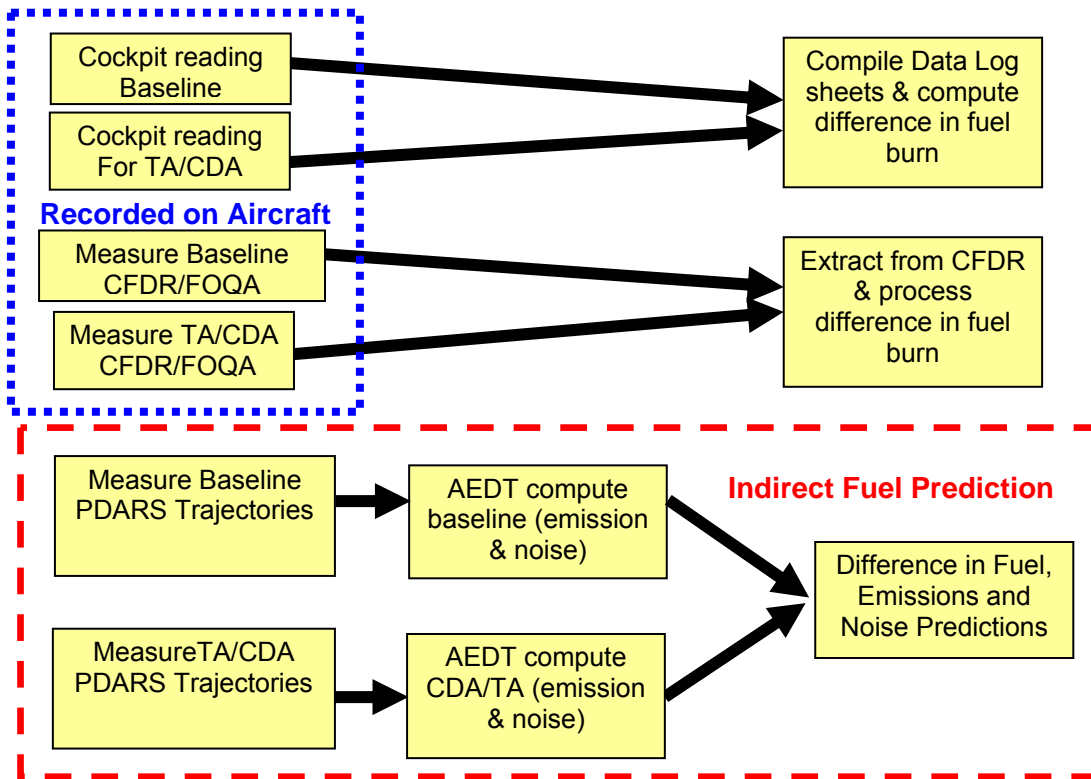 Cockpit reading
Baseline
Compile Data Log
sheets & compute
difference in fuel
burn
Cockpit reading
For TA/CDA
Recorded on Aircraft
Measure Baseline
CFDR/FOQA
Extract from CFDR
& process
difference in fuel
burn
Measure TA/CDA
CFDR/FOQA
Measure Baseline
PDARS Trajectories
AEDT compute
baseline (emission
& noise)
Indirect Fuel Prediction
Difference in Fuel,
Emissions and
Noise Predictions
MeasureTA/CDA
PDARS Trajectories
AEDT compute
CDA/TA (emission
& noise)